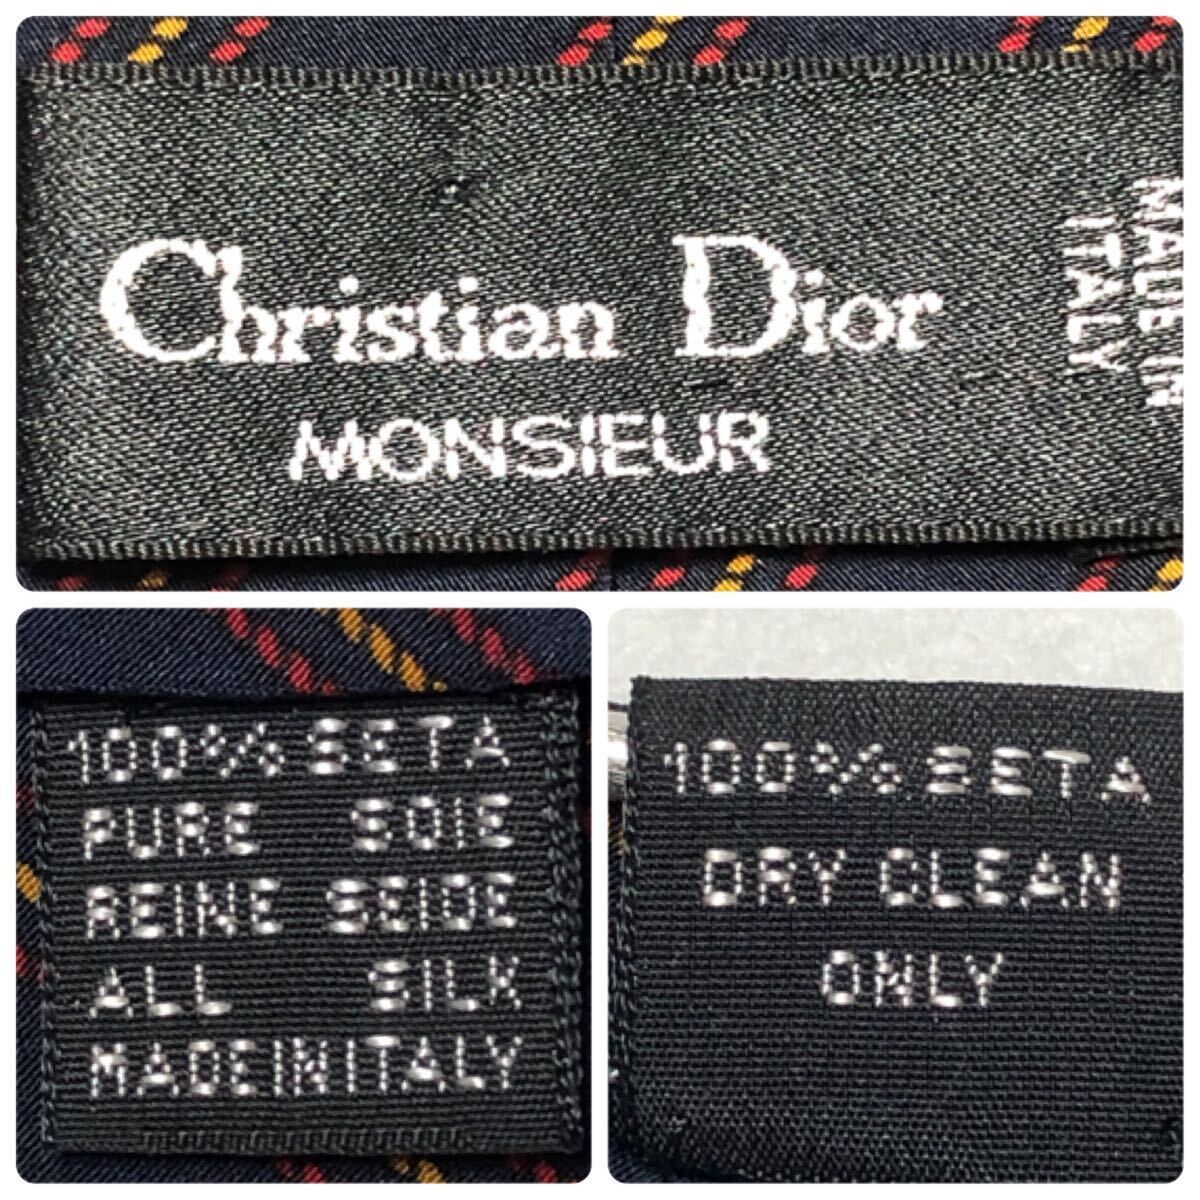 Christian Dior
MONSIEUR
MADE IN
ITALY
100% SETA
PURE SOIE
REINE SEIDE
ALL SILK
MADE IN ITALY
100% SETA
DRY CLEAN
ONLY